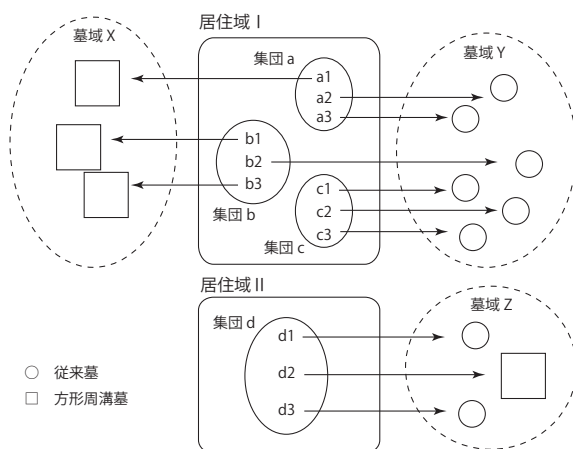 墓域 X
居住域 I
集団 a
a1
a2
a3
b1
b2
b3
集団 b
c1
c2
c3
集団 c
墓域 Y
居住域 II
集団 d
d1
d2
d3
墓域 Z
○ 従来墓
□ 方形周溝墓